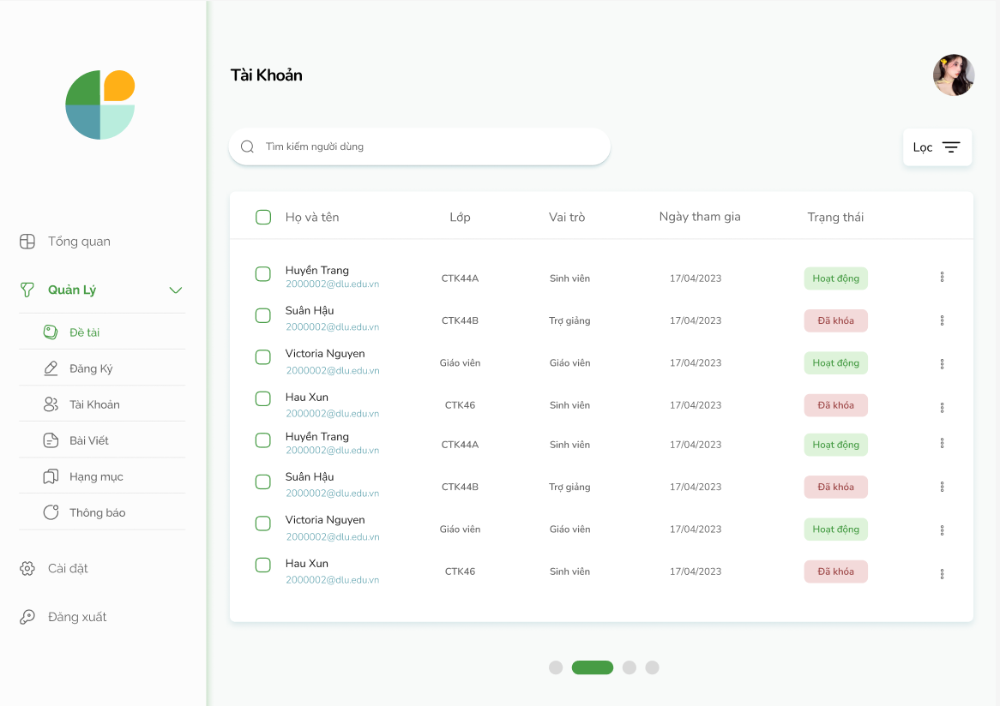 Tài Khoản
Tìm kiếm người dùng
Lọc
Tổng quan
Quản Lý
Đề tài
Đăng Ký
Tài Khoản
Bài Viết
Hạng mục
Thông báo
Cài đặt
Đăng xuất
Họ và tên Lớp Vai trò Ngày tham gia Trạng thái
Huyền Trang
2000002@dlu.edu.vn CTK44A Sinh viên 17/04/2023 Hoạt động
Suân Hậu
2000002@dlu.edu.vn CTK44B Trợ giảng 17/04/2023 Đã khóa
Victoria Nguyen
2000002@dlu.edu.vn Giáo viên Giáo viên 17/04/2023 Hoạt động
Hau Xun
2000002@dlu.edu.vn CTK46 Sinh viên 17/04/2023 Đã khóa
Huyền Trang
2000002@dlu.edu.vn CTK44A Sinh viên 17/04/2023 Hoạt động
Suân Hậu
2000002@dlu.edu.vn CTK44B Trợ giảng 17/04/2023 Đã khóa
Victoria Nguyen
2000002@dlu.edu.vn Giáo viên Giáo viên 17/04/2023 Hoạt động
Hau Xun
2000002@dlu.edu.vn CTK46 Sinh viên 17/04/2023 Đã khóa